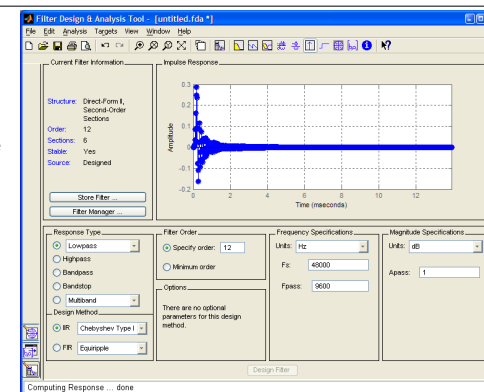 Filter Design & Analysis Tool - [untitled.fda *]
File Edit Analysis Targets View Window Help
Current Filter Information
Structure: Direct-Form II, Second-Order Sections
Order: 12
Sections: 6
Stable: Yes
Source: Designed
Store Filter ...
Filter Manager ...
Impulse Response
0.3
0.2
0.1
0
-0.1
-0.2
Amplitude
0 2 4 6 8 10 12
Time (mseconds)
Response Type
Lowpass
Highpass
Bandpass
Bandstop
Multiband
Design Method
IIR Chebyshev Type I
FIR Equiripple
Filter Order
Specify order: 12
Minimum order
Options
There are no optional parameters for this design method.
Frequency Specifications
Units: Hz
Fs: 48000
Fpass: 9600
Magnitude Specifications
Units: dB
Apass: 1
Design Filter
Computing Response ... done